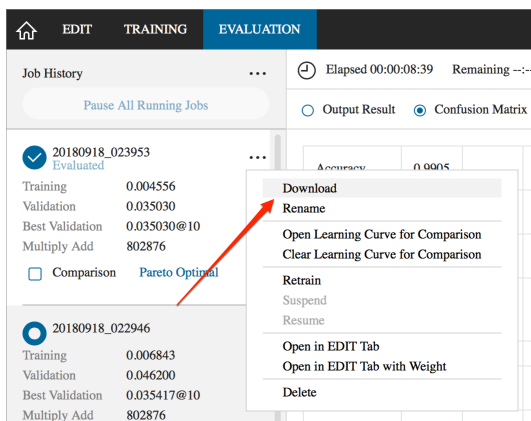 EDIT TRAINING EVALUATION
Job History ...
Elapsed 00:00:08:39 Remaining --:-
Pause All Running Jobs
Output Result Confusion Matrix
20180918_023953 ...
Evaluated
Accuracy 0.9905
Training 0.004556
Validation 0.035030
Best Validation 0.035030@10
Multiply Add 802876
Comparison Pareto Optimal
Download
Rename
Open Learning Curve for Comparison
Clear Learning Curve for Comparison
Retrain
Suspend
Resume
Open in EDIT Tab
Open in EDIT Tab with Weight
Delete
20180918_022946
Training 0.006843
Validation 0.046200
Best Validation 0.035417@10
Multiply Add 802876